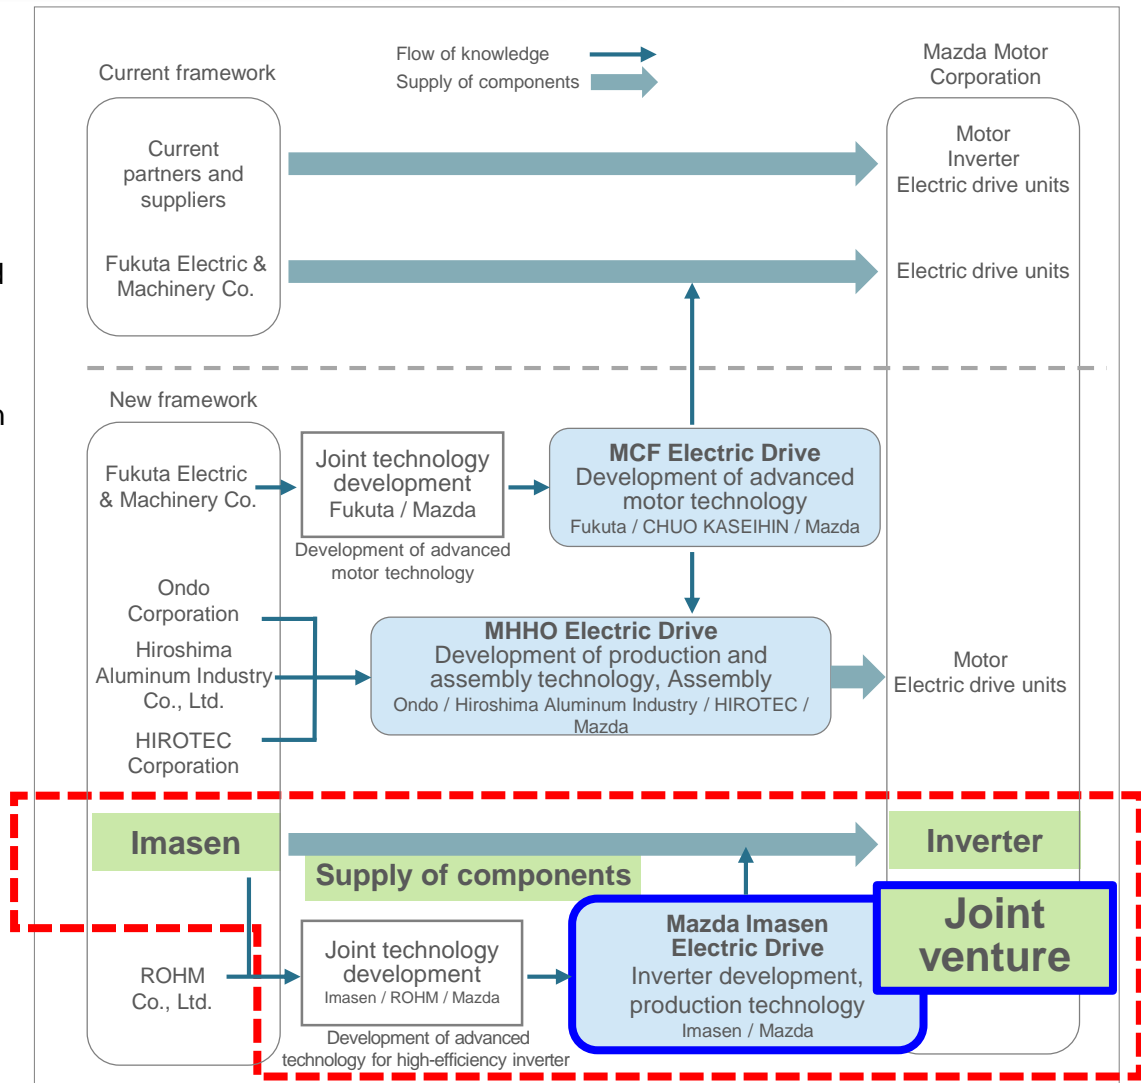 Flow of knowledge
Supply of components
Current framework
Mazda Motor
Corporation
Current
partners and
suppliers
Motor
Inverter
Electric drive units
Fukuta Electric &
Machinery Co.
Electric drive units
New framework
Fukuta Electric
& Machinery Co.
Joint technology
development
Fukuta / Mazda
Development of advanced
motor technology
MCF Electric Drive
Development of advanced
motor technology
Fukuta / CHUO KASEIHIN / Mazda
Ondo
Corporation
Hiroshima
Aluminum Industry
Co., Ltd.
HIROTEC
Corporation
MHHO Electric Drive
Development of production and
assembly technology, Assembly
Ondo / Hiroshima Aluminum Industry / HIROTEC /
Mazda
Motor
Electric drive units
Imasen
Supply of components
Inverter
Joint
venture
ROHM
Co., Ltd.
Joint technology
development
Imasen / ROHM / Mazda
Development of advanced
technology for high-efficiency inverter
Mazda Imasen
Electric Drive
Inverter development,
production technology
Imasen / Mazda